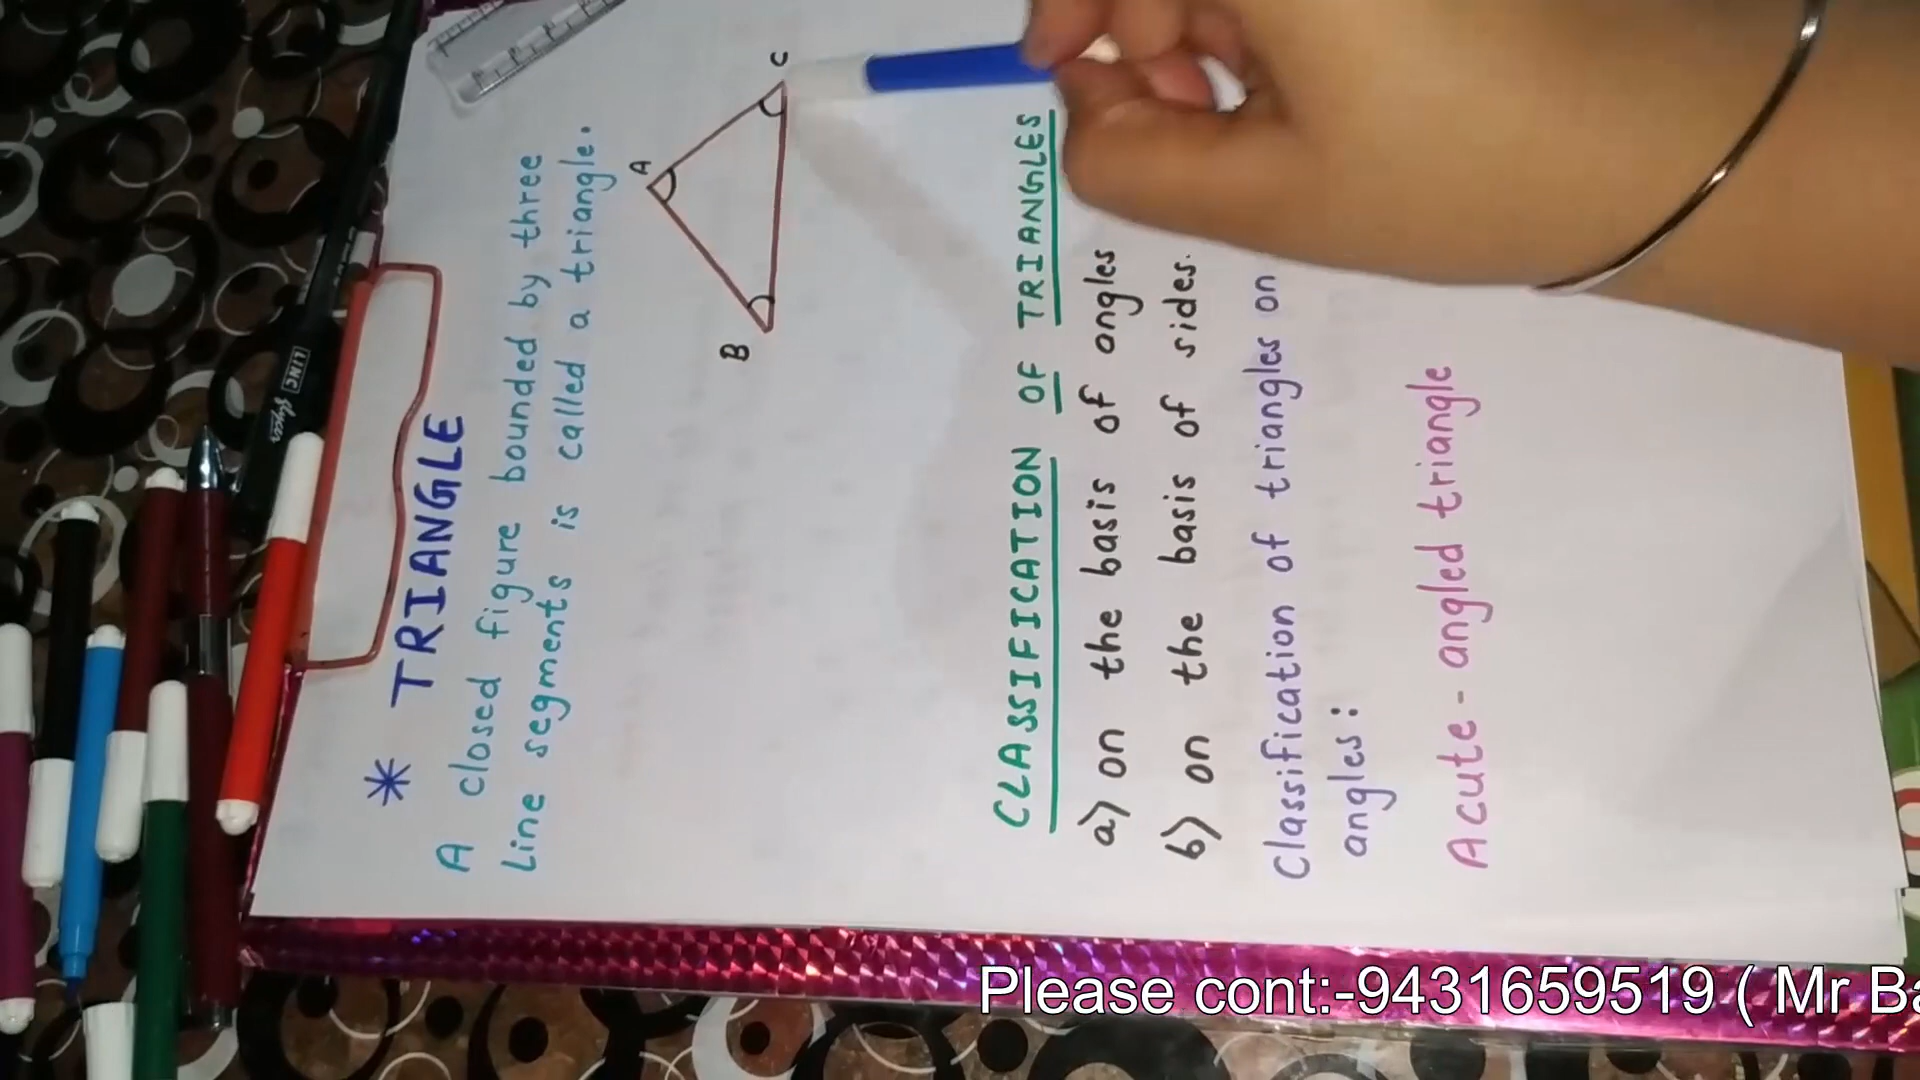 * TRIANGLE
A closed figure bounded by three
Line segments is called a triangle.
A
B
C
CLASSIFICATION OF TRIANGLES
a) on the basis of angles
b) on the basis of sides.
Classification of triangles on
angles:
Acute-angled triangle
LINC
Please cont:-9431659519 ( Mr Ba